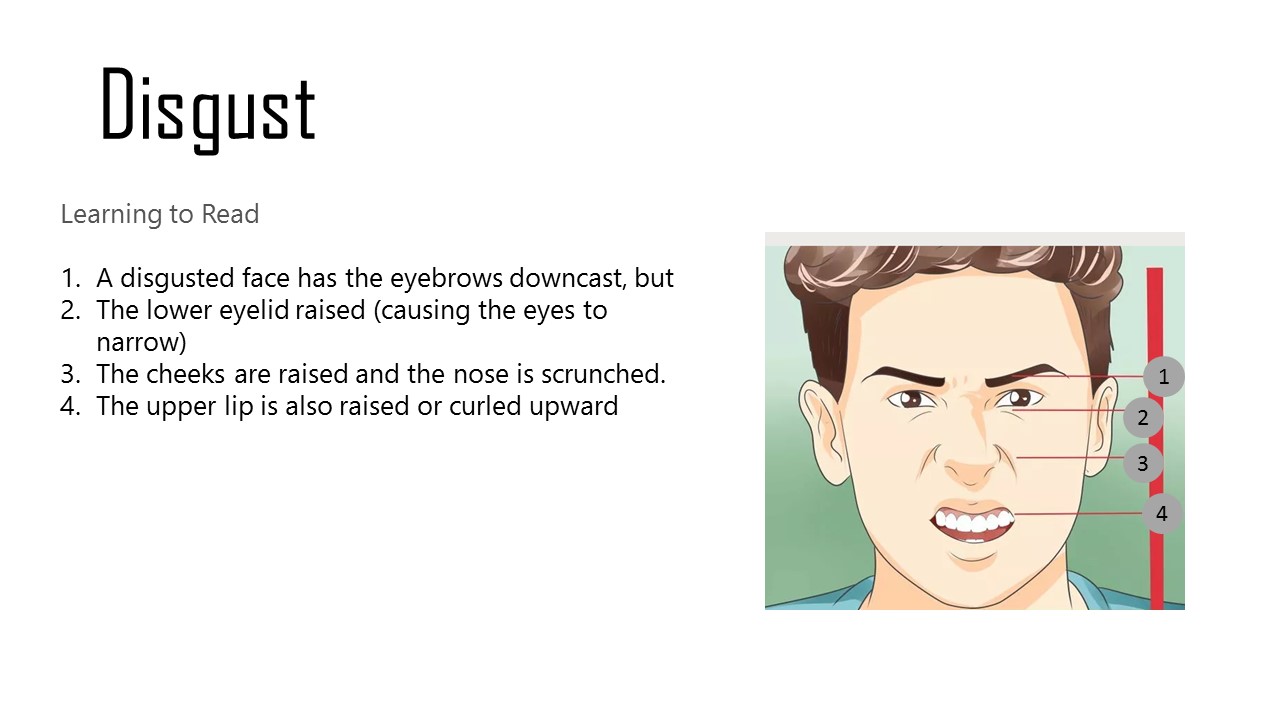 Disgust
Learning to Read
1. A disgusted face has the eyebrows downcast, but
2. The lower eyelid raised (causing the eyes to
narrow)
3. The cheeks are raised and the nose is scrunched.
4. The upper lip is also raised or curled upward
1
2
3
4